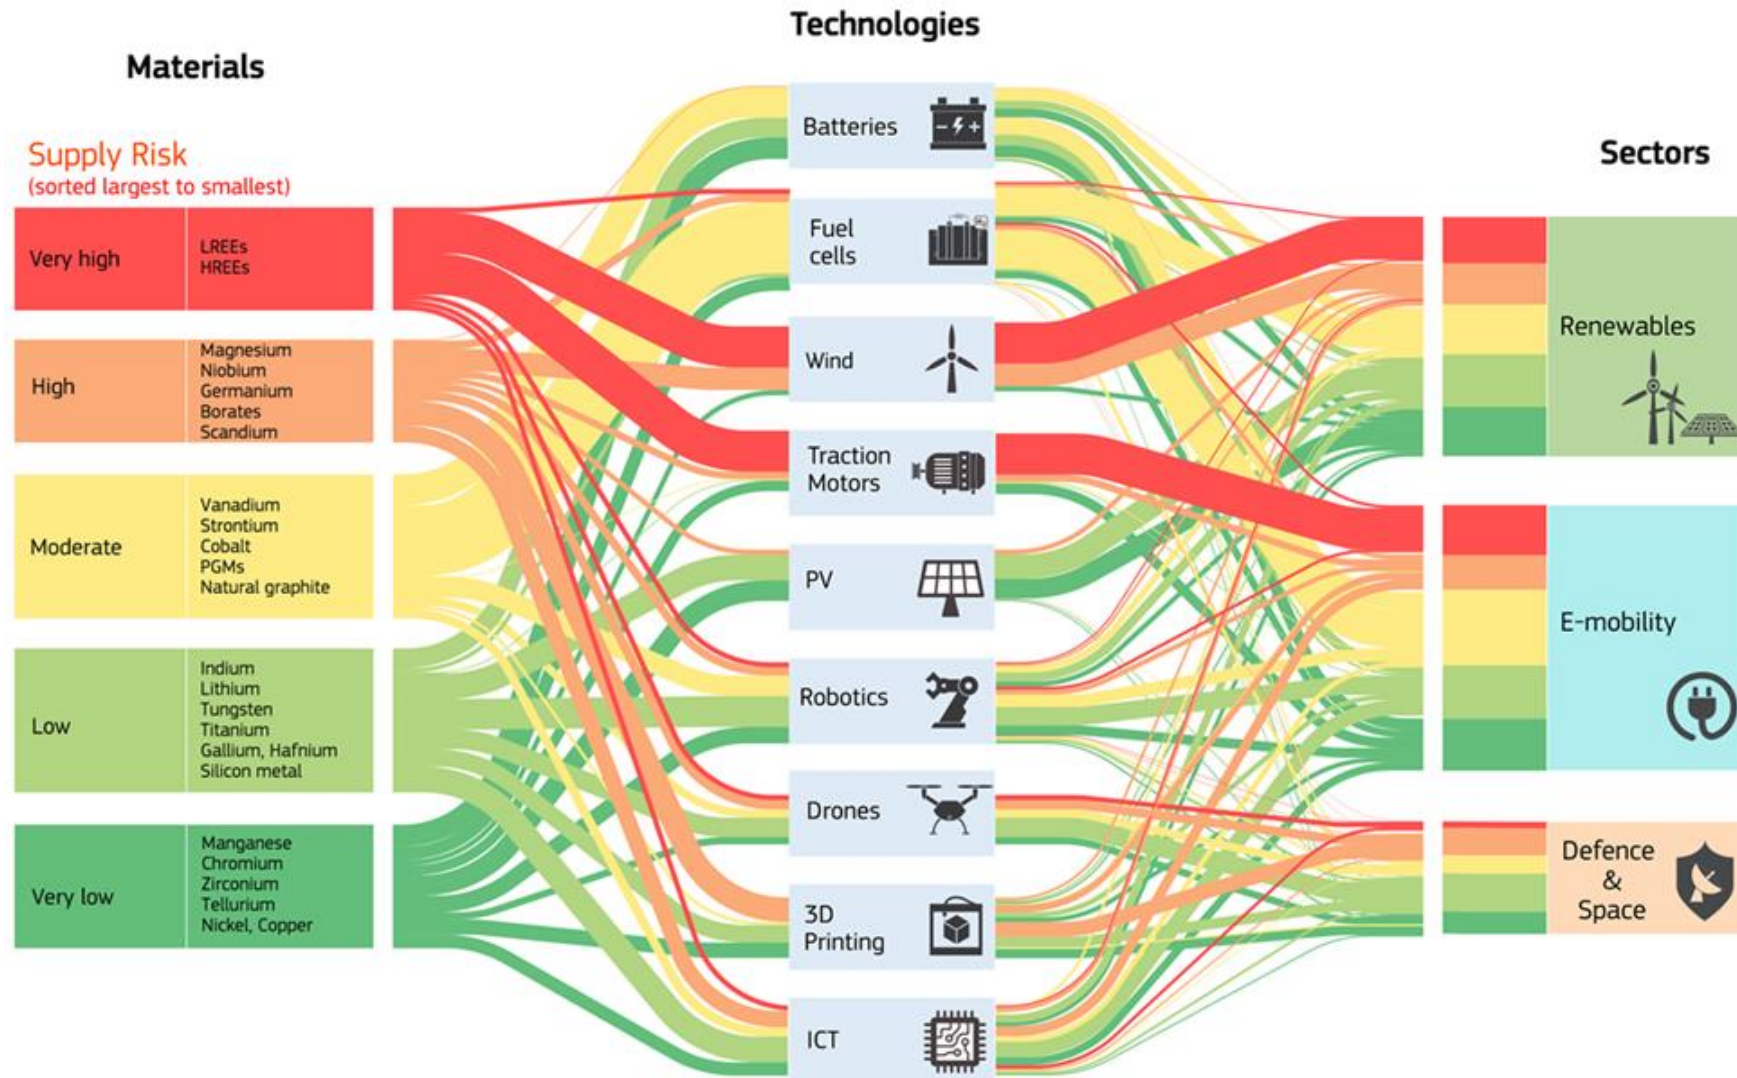 Technologies
Materials
Supply Risk
(sorted largest to smallest)
Very high
LREEs
HREEs
High
Magnesium
Niobium
Germanium
Borates
Scandium
Moderate
Vanadium
Strontium
Cobalt
PGMs
Natural graphite
Low
Indium
Lithium
Tungsten
Titanium
Gallium, Hafnium
Silicon metal
Very low
Manganese
Chromium
Zirconium
Tellurium
Nickel, Copper
Batteries
Fuel
cells
Wind
Traction
Motors
PV
Robotics
Drones
3D
Printing
ICT
Sectors
Renewables
E-mobility
Defence
&
Space